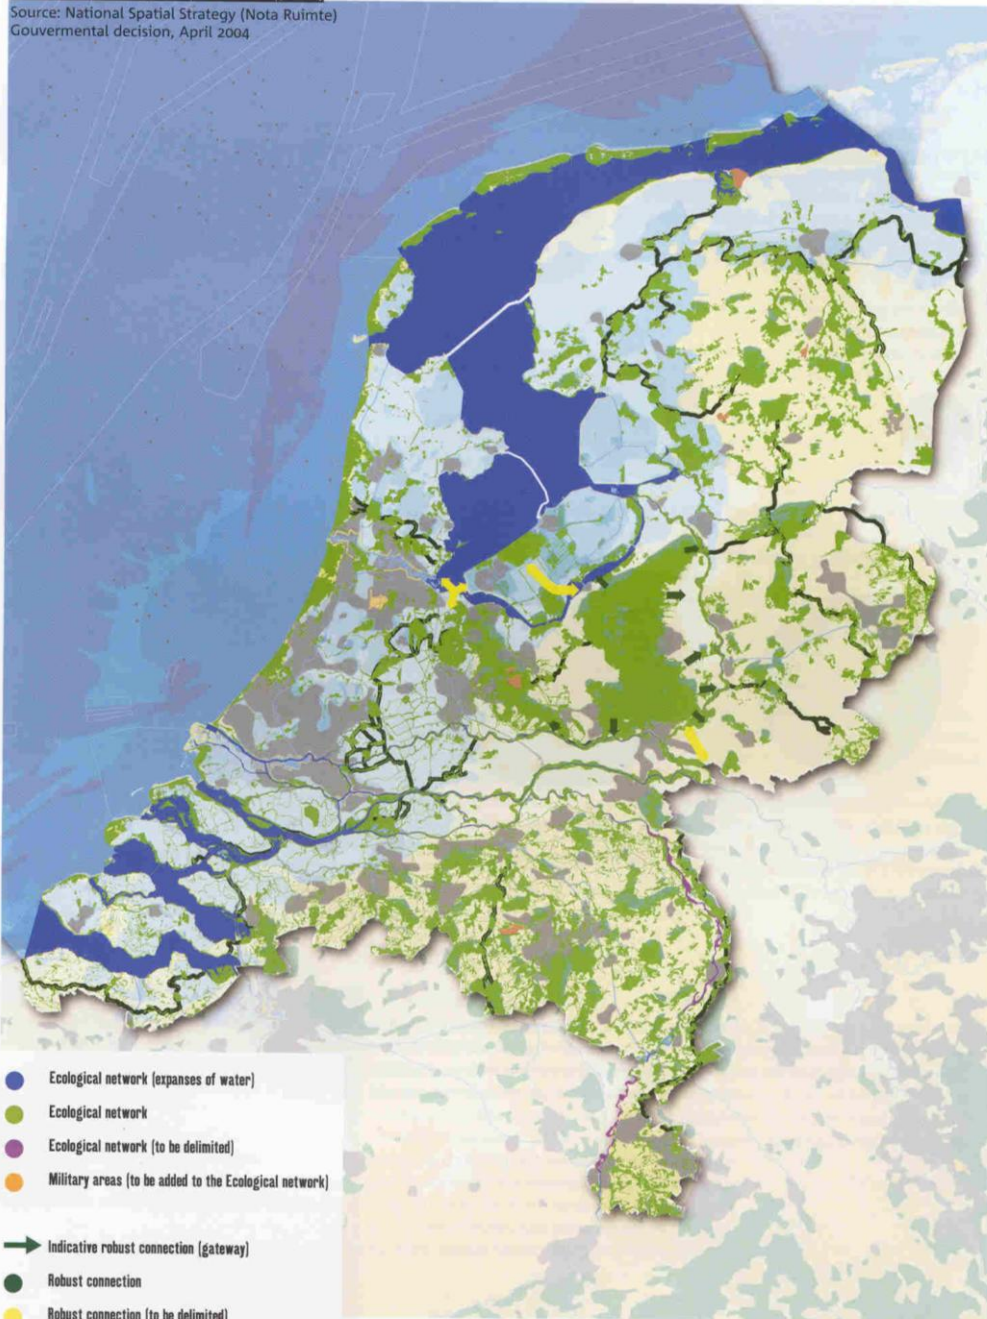 Source: National Spatial Strategy (Nota Ruimte)
Gouvermental decision, April 2004
Ecological network (expanses of water)
Ecological network
Ecological network (to be delimited)
Military areas (to be added to the Ecological network)
Indicative robust connection (gateway)
Robust connection
Robust connection (to be delimited)